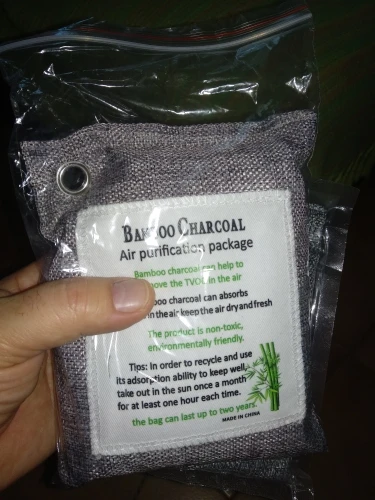 BAMBOO CHARCOAL
Air purification package
Bamboo charcoal can help to
the TVOC in the air
charcoal can absorbs
in the air keep the air dry and fresh
The product is non-toxic,
environmentally friendly.
Tips: In order to recycle and use
its adsorption ability to keep well,
take out in the sun once a month
for at least one hour each time.
the bag can last up to two years.
MADE IN CHINA